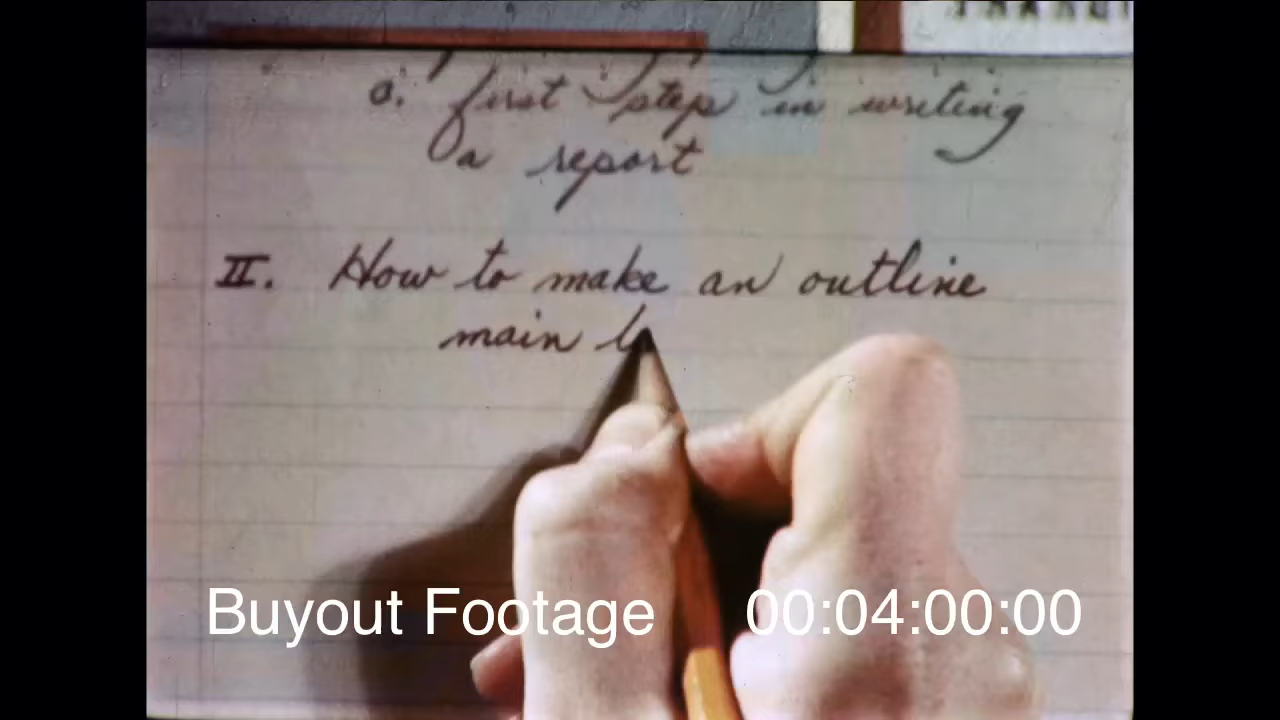 a. first step in writing
a report
II. How to make an outline
main
Buyout Footage 00:04:00:00